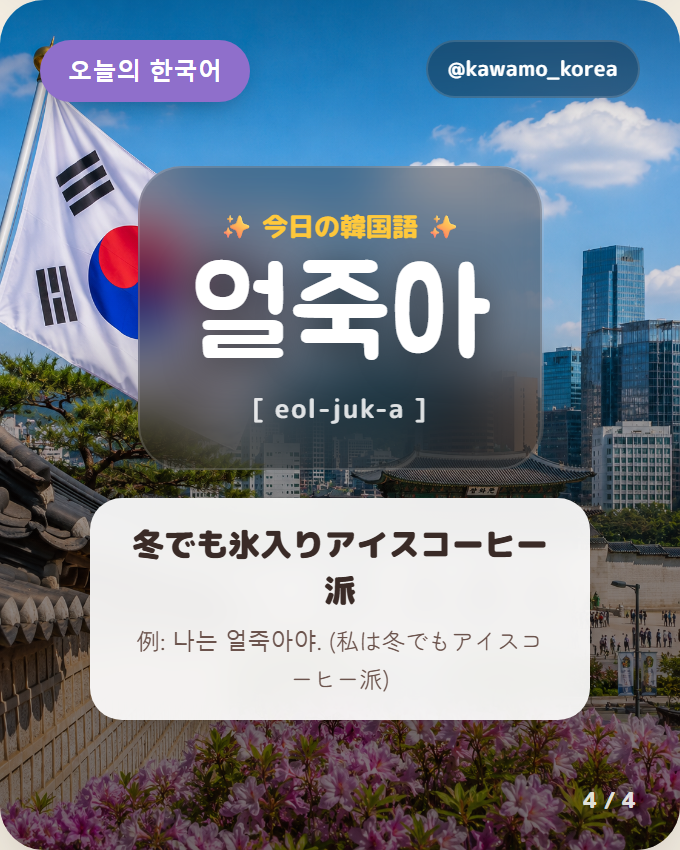 오늘의 한국어
@kawamo_korea
✨ 今日の韓国語 ✨
얼죽아
[ eol-juk-a ]
冬でも氷入りアイスコーヒー
派
例: 나는 얼죽아야. (私は冬でもアイスコ
ーヒー派)
4 / 4